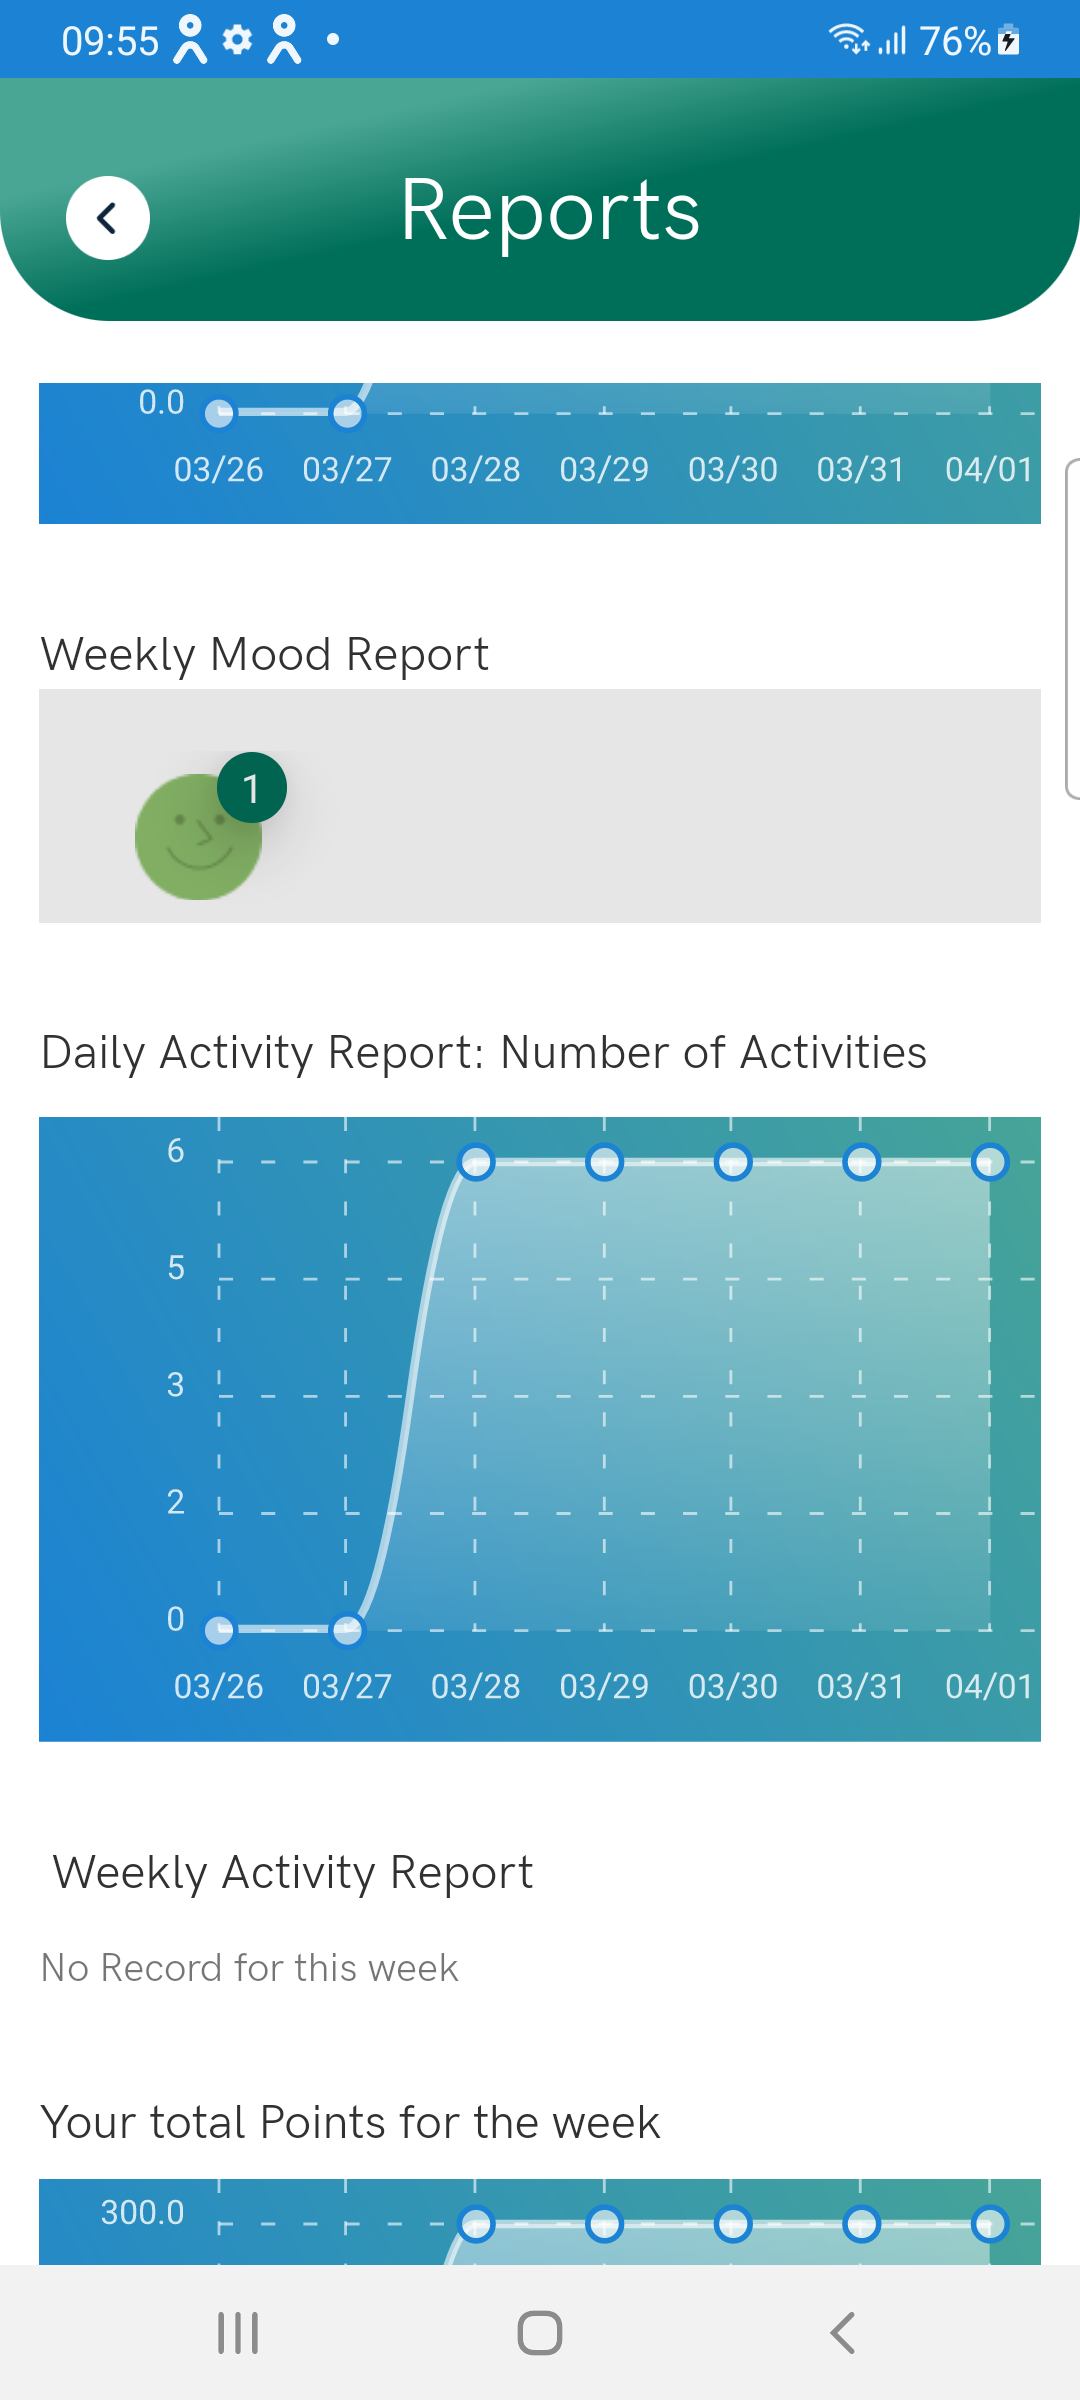 09:55 76%
Reports
0.0
03/26 03/27 03/28 03/29 03/30 03/31 04/01
Weekly Mood Report
1
Daily Activity Report: Number of Activities
6
5
3
2
0
03/26 03/27 03/28 03/29 03/30 03/31 04/01
Weekly Activity Report
No Record for this week
Your total Points for the week
300.0